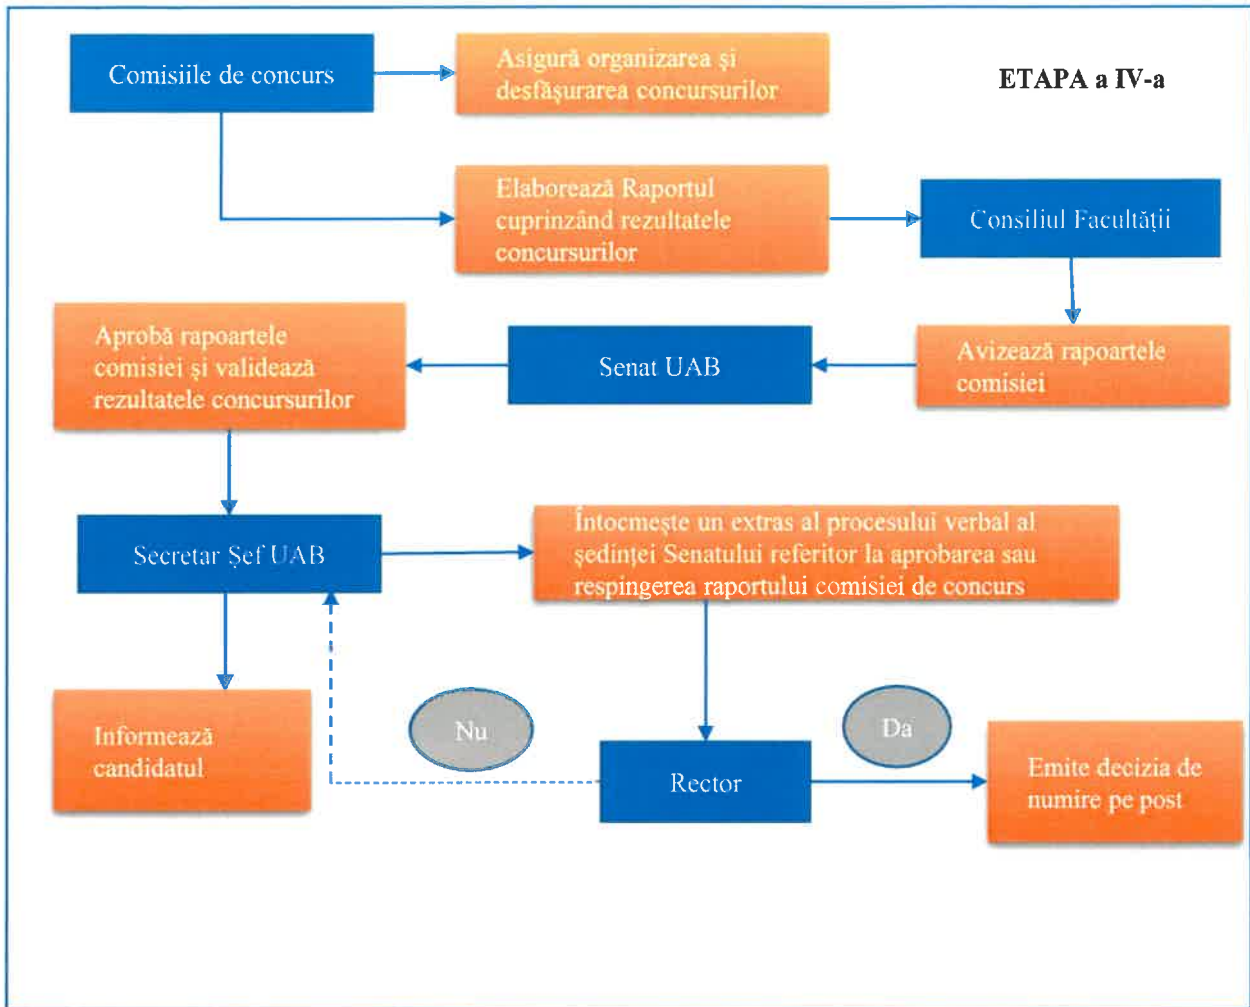 Comisiile de concurs
Asigură organizarea și
desfășurarea concursurilor
ETAPA a IV-a
Elaborează Raportul
cuprinzând rezultatele
concursurilor
Consiliul Facultății
Aprobă rapoartele
comisiei și validează
rezultatele concursurilor
Senat UAB
Avizează rapoartele
comisiei
Secretar Șef UAB
Întocmește un extras al procesului verbal al
ședinței Senatului referitor la aprobarea sau
respingerea raportului comisiei de concurs
Informează
candidatul
Nu
Rector
Da
Emite decizia de
numire pe post